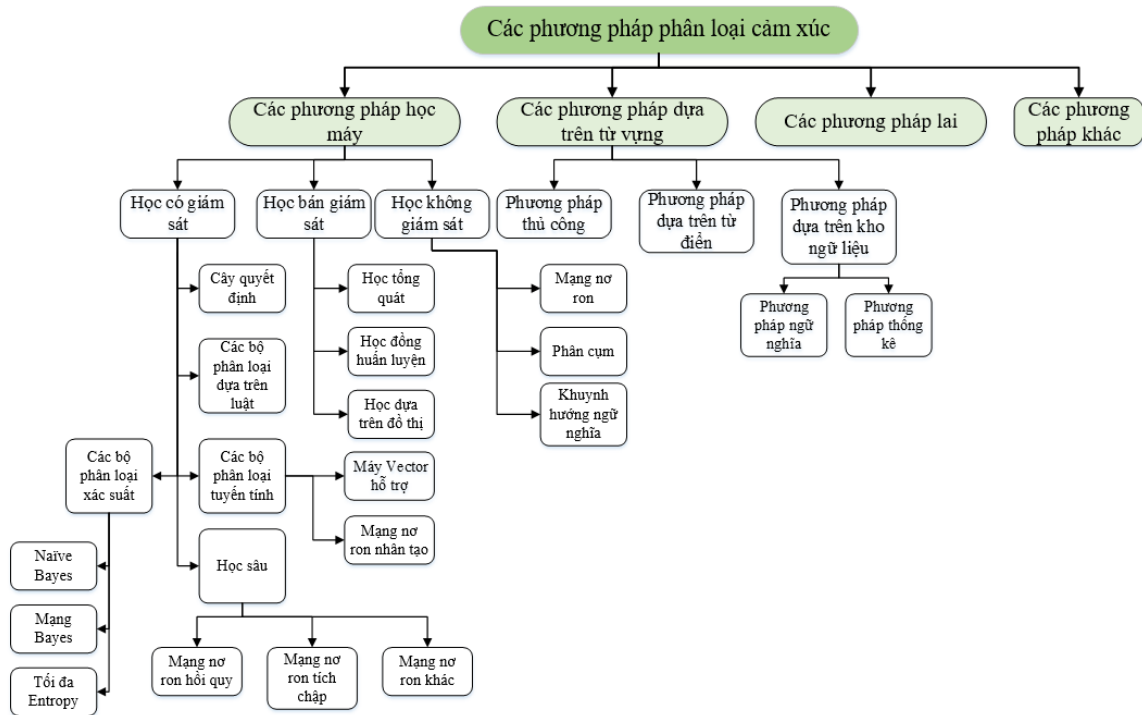 Các phương pháp phân loại cảm xúc
Các phương pháp học
máy
Các phương pháp dựa
trên từ vựng
Các phương pháp lai
Các phương
pháp khác
Học có giám
sát
Học bán giám
sát
Học không
giám sát
Phương pháp
thủ công
Phương pháp
dựa trên từ
điển
Phương pháp
dựa trên kho
ngữ liệu
Cây quyết
định
Học tổng
quát
Mạng nơ
ron
Phương
pháp ngữ
nghĩa
Phương
pháp thống
kê
Các bộ
phân loại
dựa trên
luật
Học đồng
huấn luyện
Phân cụm
Học dựa
trên đồ thị
Khuynh
hướng ngữ
nghĩa
Các bộ
phân loại
xác suất
Các bộ
phân loại
tuyến tính
Máy Vector
hỗ trợ
Mạng nơ
ron nhân tạo
Naïve
Bayes
Học sâu
Mạng
Bayes
Tối đa
Entropy
Mạng nơ
ron hồi quy
Mạng nơ
ron tích
chập
Mạng nơ
ron khác